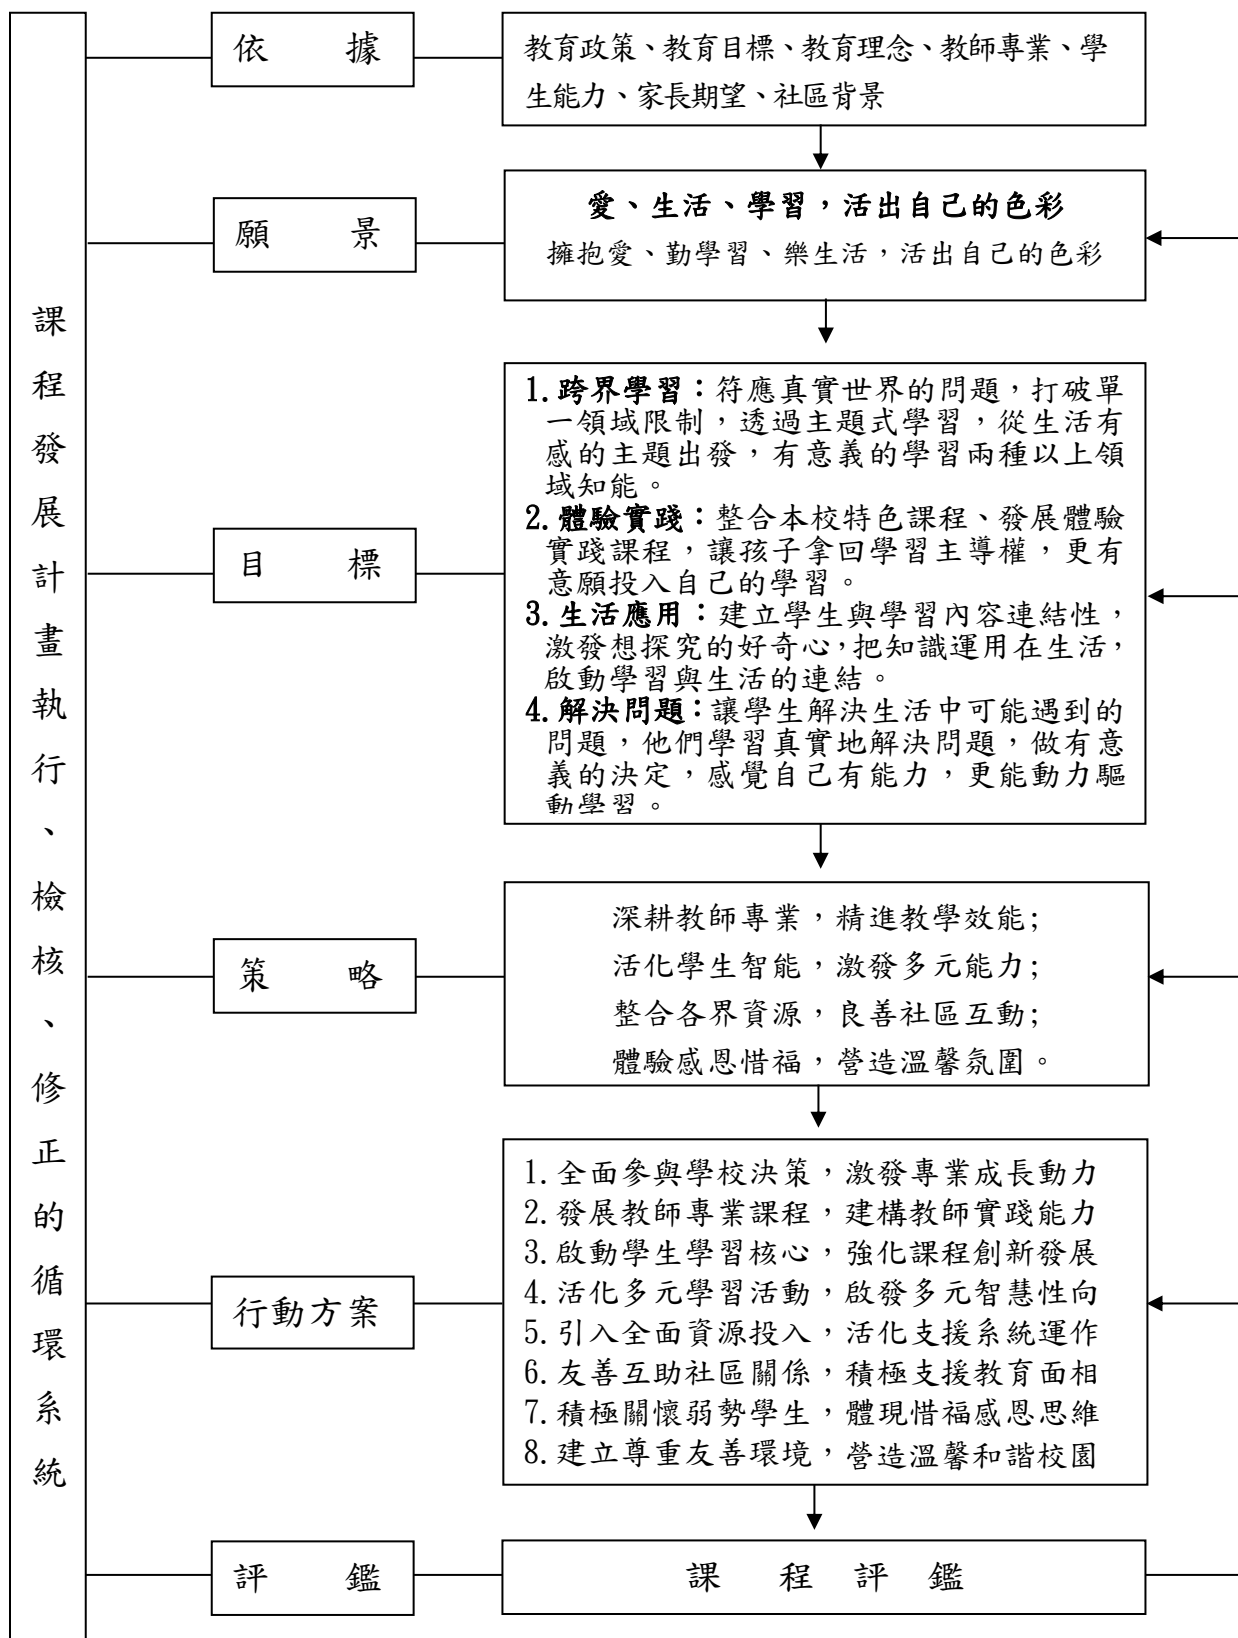 課程發展計畫執行、檢核、修正的循環系統
依據
教育政策、教育目標、教育理念、教師專業、學
生能力、家長期望、社區背景
願景
愛、生活、學習，活出自己的色彩
擁抱愛、勤學習、樂生活，活出自己的色彩
目標
1.跨界學習：符應真實世界的問題，打破單
一領域限制，透過主題式學習，從生活有
感的主題出發，有意義的學習兩種以上領
域知能。
2.體驗實踐：整合本校特色課程、發展體驗
實踐課程，讓孩子拿回學習主導權，更有
意願投入自己的學習。
3.生活應用：建立學生與學習內容連結性，
激發想探究的好奇心，把知識運用在生活，
啟動學習與生活的連結。
4.解決問題：讓學生解決生活中可能遇到的
問題，他們學習真實地解決問題，做有意
義的決定，感覺自己有能力，更能動力驅
動學習。
策略
深耕教師專業，精進教學效能;
活化學生智能，激發多元能力;
整合各界資源，良善社區互動;
體驗感恩惜福，營造溫馨氛圍。
行動方案
1.全面參與學校決策，激發專業成長動力
2.發展教師專業課程，建構教師實踐能力
3.啟動學生學習核心，強化課程創新發展
4.活化多元學習活動，啟發多元智慧性向
5.引入全面資源投入，活化支援系統運作
6.友善互助社區關係，積極支援教育面相
7.積極關懷弱勢學生，體現惜福感恩思維
8.建立尊重友善環境，營造溫馨和諧校園
評鑑
課程評鑑